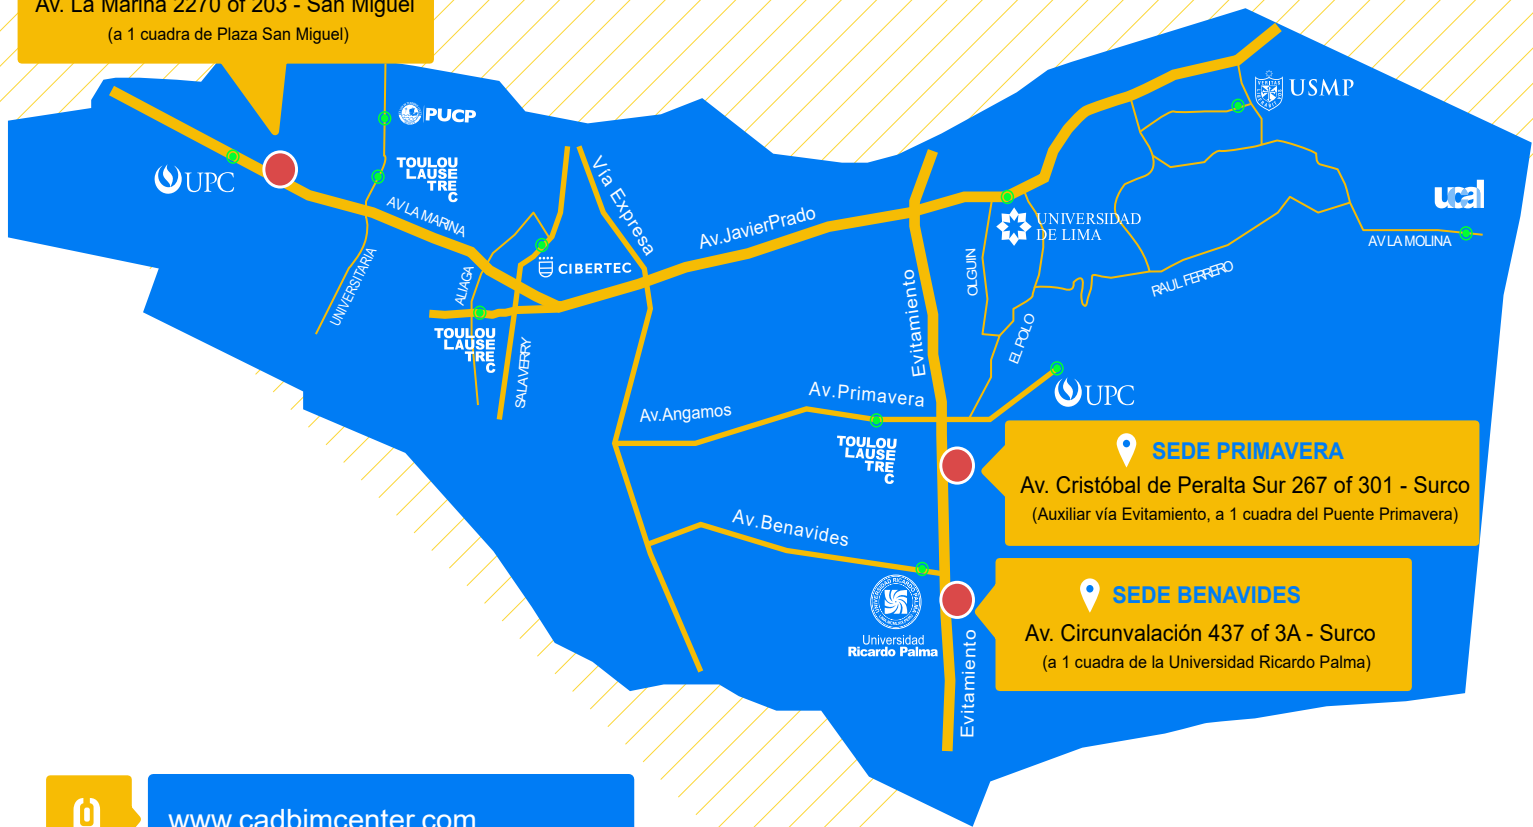 Av. La Marina 2270 of 203 - San Miguel
(a 1 cuadra de Plaza San Miguel)
PUCP
USMP
TOULOU
LAUSE
TRE
C
UPC
AV LA MARINA
Vía Expresa
Av.JavierPrado
UNIVERSIDAD
DE LIMA
ucal
AV LA MOLINA
UNIVERSITARIA
ALIAGA
CIBERTEC
OLGUIN
RAUL FERRERO
Evitamiento
EL POLO
TOULOU
LAUSE
TRE
C
SALAVERRY
Av.Primavera
Av.Angamos
UPC
TOULOU
LAUSE
TRE
C
SEDE PRIMAVERA
Av. Cristóbal de Peralta Sur 267 of 301 - Surco
(Auxiliar vía Evitamiento, a 1 cuadra del Puente Primavera)
Av.Benavides
UNIVERSIDAD RICARDO PALMA
Universidad
Ricardo Palma
SEDE BENAVIDES
Av. Circunvalación 437 of 3A - Surco
(a 1 cuadra de la Universidad Ricardo Palma)
Evitamiento
www.cadbimcenter.com